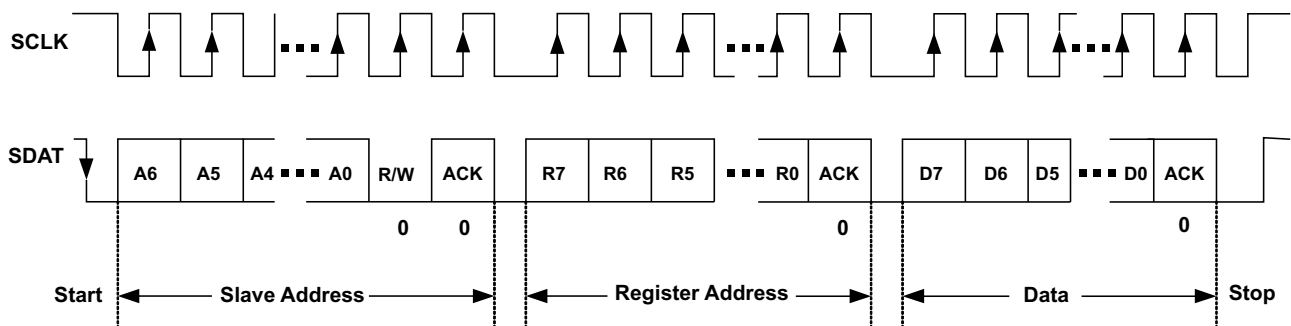 SCLK
SDAT
A6 A5 A4 A0 R/W ACK R7 R6 R5 R0 ACK D7 D6 D5 D0 ACK
0 0 0 0
Start Slave Address Register Address Data Stop